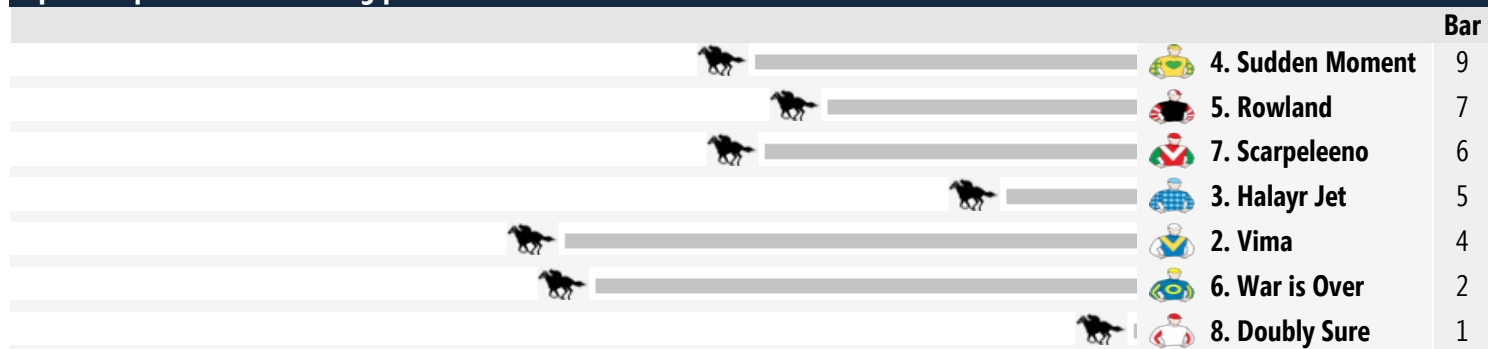 Bar
4. Sudden Moment 9
5. Rowland 7
7. Scarpeleeno 6
3. Halayr Jet 5
2. Vima 4
6. War is Over 2
8. Doubly Sure 1